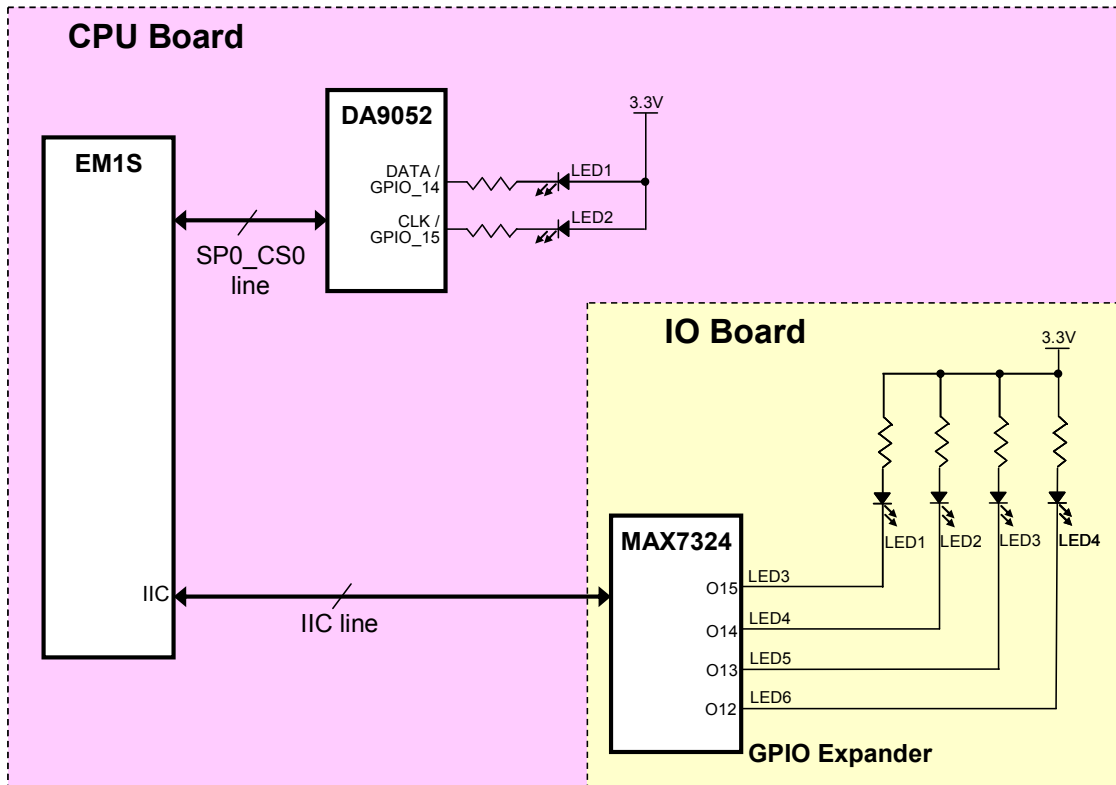 CPU Board
DA9052
3.3V
EM1S
DATA /
GPIO_14
LED1
CLK /
GPIO_15
LED2
SP0_CS0
line
IO Board
3.3V
MAX7324
LED1
LED2
LED3
LED4
IIC
IIC line
O15
LED3
O14
LED4
O13
LED5
O12
LED6
GPIO Expander